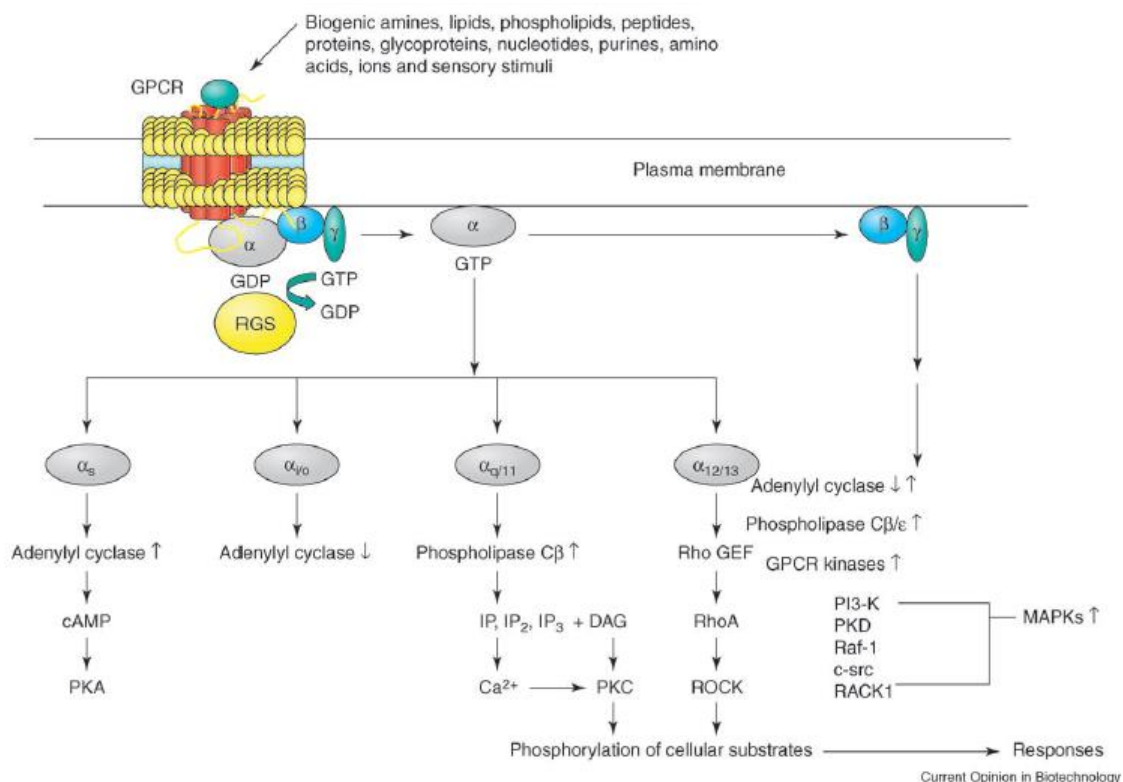 Biogenic amines, lipids, phospholipids, peptides,
proteins, glycoproteins, nucleotides, purines, amino
acids, ions and sensory stimuli
GPCR
Plasma membrane
α
β
γ
α
β
γ
GDP
GTP
GDP
GTP
RGS
αs
αi/o
αq/11
α12/13
Adenylyl cyclase ↓ ↑
Phospholipase Cβ/ε ↑
GPCR kinases ↑
Adenylyl cyclase ↑
Adenylyl cyclase ↓
Phospholipase Cβ ↑
Rho GEF
cAMP
IP, IP2, IP3 + DAG
RhoA
PI3-K
PKD
Raf-1
c-src
RACK1
MAPKs ↑
PKA
Ca2+
PKC
ROCK
Phosphorylation of cellular substrates
Responses
Current Opinion in Biotechnology